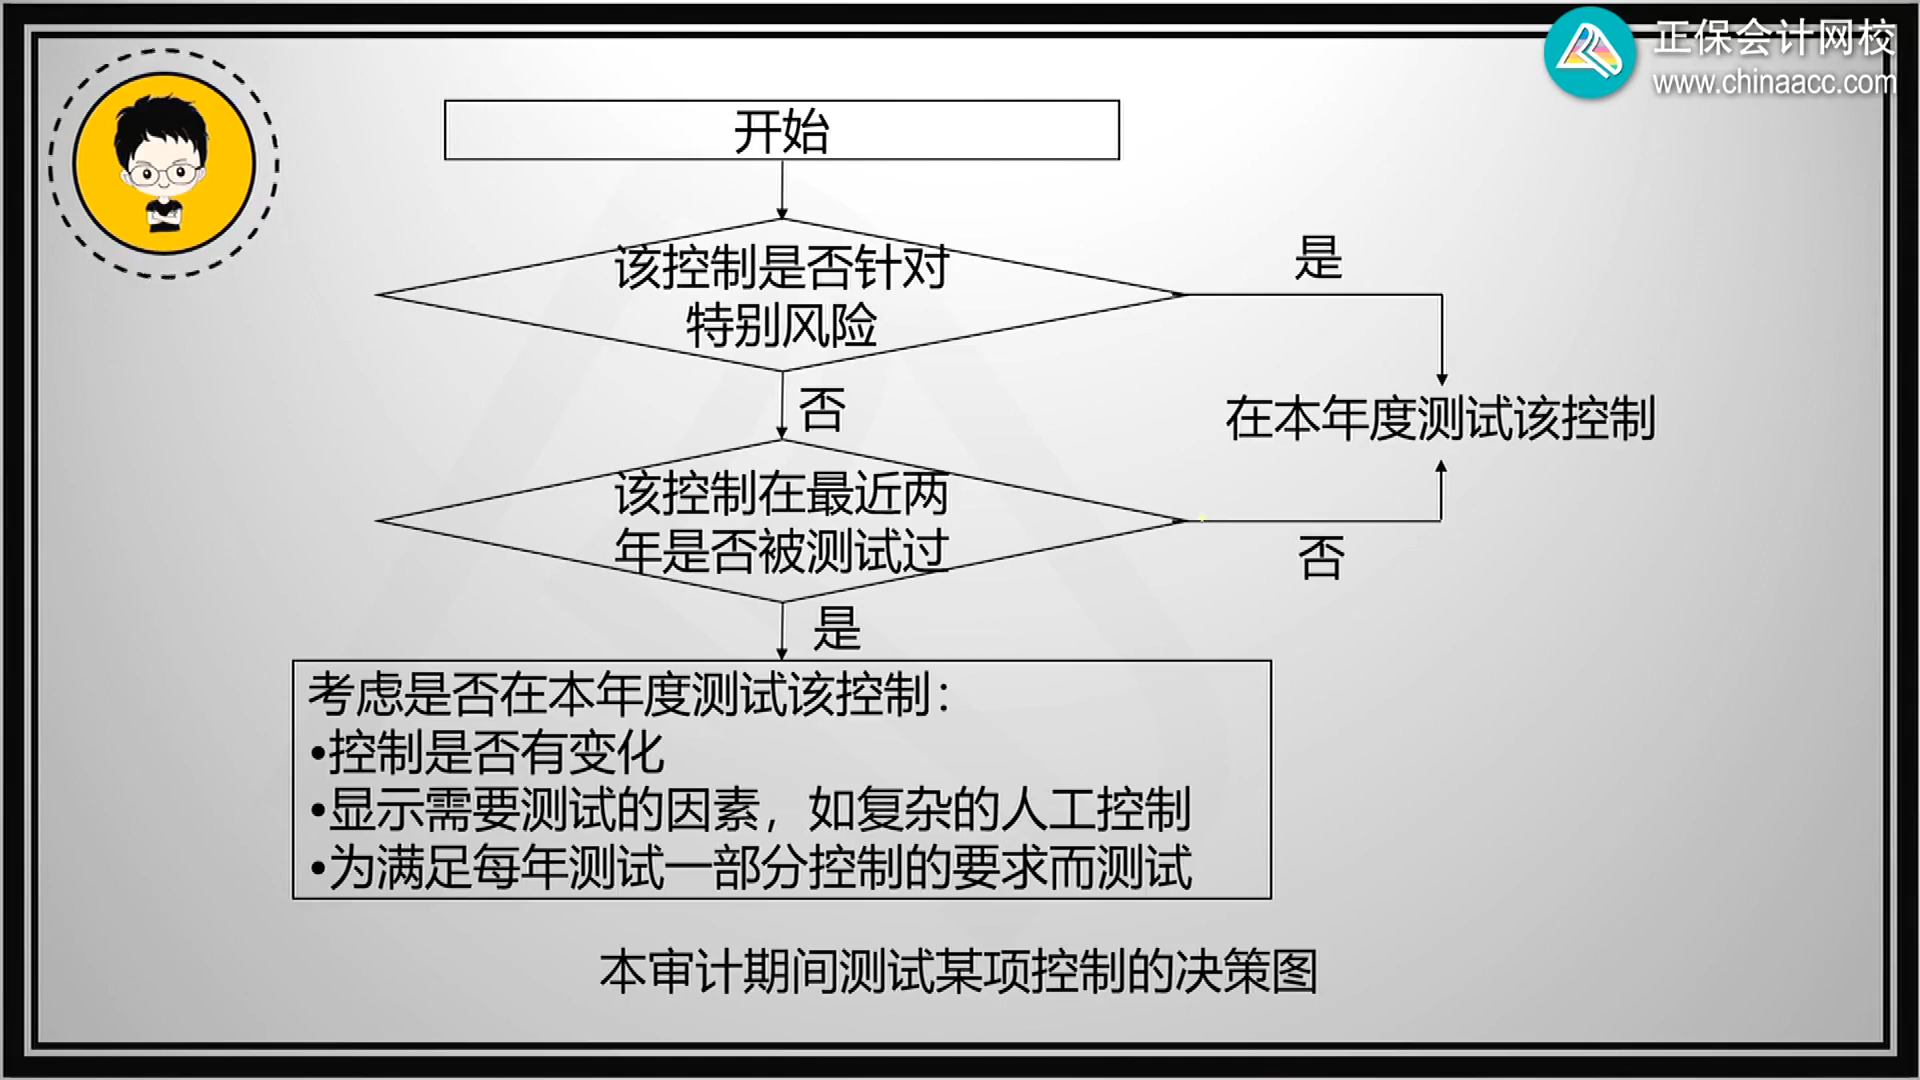 正保会计网校
www.chinaacc.com
开始
该控制是否针对
特别风险
是
否
在本年度测试该控制
该控制在最近两
年是否被测试过
否
是
考虑是否在本年度测试该控制：
•控制是否有变化
•显示需要测试的因素，如复杂的人工控制
•为满足每年测试一部分控制的要求而测试
本审计期间测试某项控制的决策图